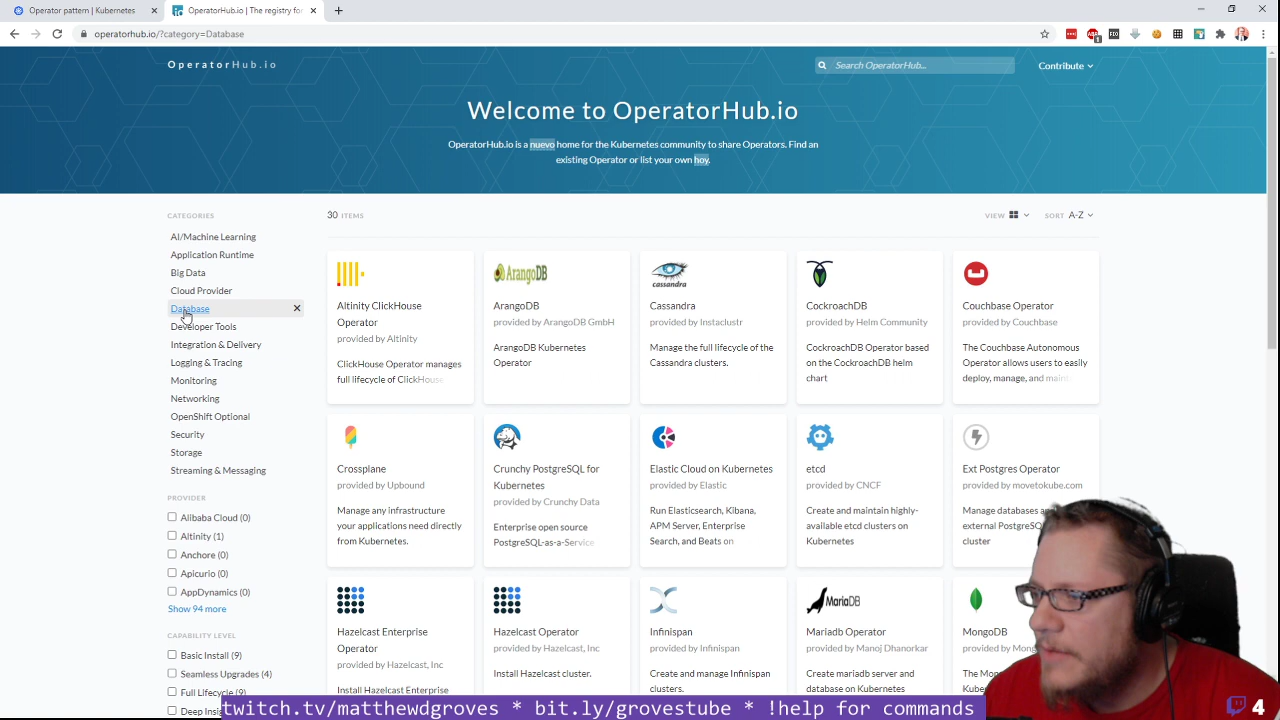 Operator pattern | Kubernetes
OperatorHub.io | The registry for
operatorhub.io/?category=Database
OperatorHub.io
Search OperatorHub...
Contribute
Welcome to OperatorHub.io
OperatorHub.io is a nuevo home for the Kubernetes community to share Operators. Find an
existing Operator or list your own hoy.
CATEGORIES
AI/Machine Learning
Application Runtime
Big Data
Cloud Provider
Database
Developer Tools
Integration & Delivery
Logging & Tracing
Monitoring
Networking
OpenShift Optional
Security
Storage
Streaming & Messaging
PROVIDER
Alibaba Cloud (0)
Altinity (1)
Anchore (0)
Apicurio (0)
AppDynamics (0)
Show 94 more
CAPABILITY LEVEL
Basic Install (9)
Seamless Upgrades (4)
Full Lifecycle (9)
30 ITEMS
VIEW
SORT A-Z
Altinity ClickHouse
Operator
provided by Altinity
ClickHouse Operator manages
full lifecycle of ClickHouse
ArangoDB
ArangoDB
provided by ArangoDB GmbH
ArangoDB Kubernetes
Operator
cassandra
Cassandra
provided by Instaclustr
Manage the full lifecycle of the
Cassandra clusters.
CockroachDB
provided by Helm Community
CockroachDB Operator based
on the CockroachDB helm
chart
Couchbase Operator
provided by Couchbase
The Couchbase Autonomous
Operator allows users to easily
deploy, manage, and
Crossplane
provided by Upbound
Manage any infrastructure
your applications need directly
from Kubernetes.
Crunchy PostgreSQL for
Kubernetes
provided by Crunchy Data
Enterprise open source
PostgreSQL-as-a-Service
Elastic Cloud on Kubernetes
provided by Elastic
Run Elasticsearch, Kibana,
APM Server, Enterprise
Search, and Beats on
etcd
provided by CNCF
Create and maintain highly-
available etcd clusters on
Kubernetes
Ext Postgres Operator
provided by movetokube.com
Manage databases
external
cluster
Hazelcast Enterprise
Operator
provided by Hazelcast, Inc
Install Hazelcast Enterprise
Hazelcast Operator
provided by Hazelcast, Inc
Install Hazelcast cluster.
Infinispan
provided by Infinispan
Create and manage Infinispan
clusters.
MariaDB
Mariadb Operator
provided by Manoj Dhanorkar
Create mariadb server and
database on Kubernetes
MongoDB
provided by
The
twitch.tv/matthewdgroves * bit.ly/grovestube * !help for commands
4